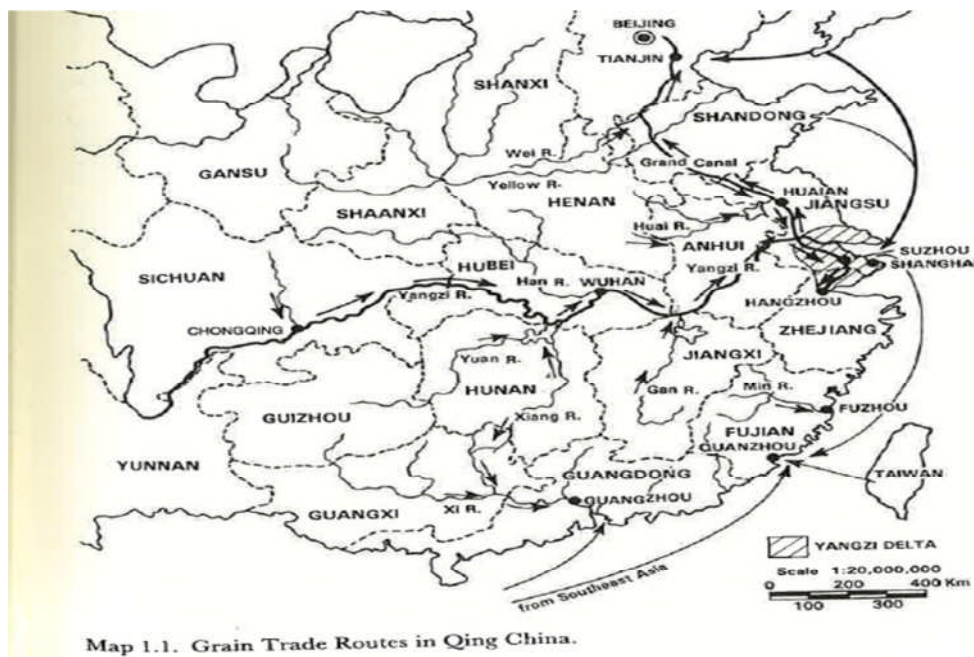 BEIJING
TIANJIN
SHANXI
SHANDONG
Wei R.
Grand Canal
GANSU
Yellow R.
HUAIAN
JIANGSU
HENAN
SHAANXI
Huai R.
ANHUI
SUZHOU
SHANGHA
HUBEI
Yangzi R.
SICHUAN
Han R.
WUHAN
Yangzi R.
HANGZHOU
CHONGQING
ZHEJIANG
Yuan R.
JIANGXI
HUNAN
Gan R.
Min R.
GUIZHOU
Xiang R.
FUZHOU
FUJIAN
QUANZHOU
YUNNAN
GUANGDONG
TAIWAN
GUANGZHOU
GUANGXI
Xi R.
YANGZI DELTA
from Southeast Asia
Scale 1:20,000,000
0 200 400 Km
100 300
Map 1.1. Grain Trade Routes in Qing China.